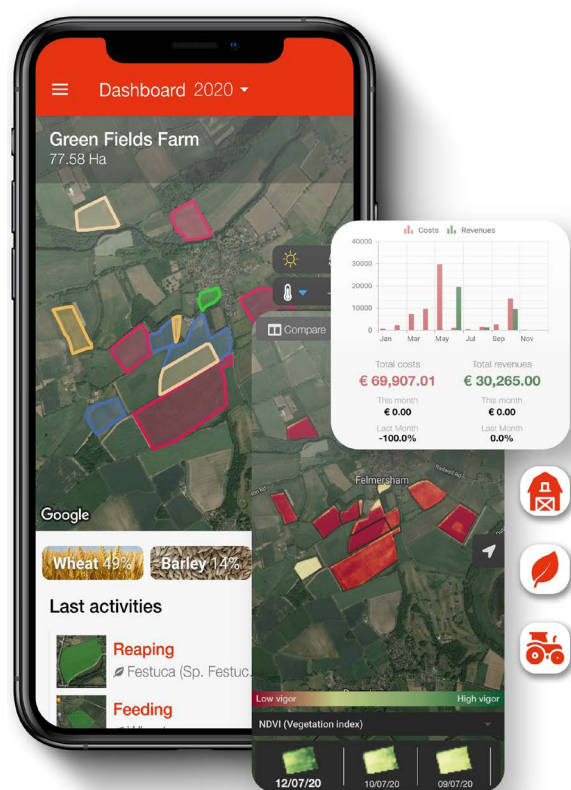 Dashboard 2020
Green Fields Farm
77.58 Ha
Costs Revenues
40000
30000
20000
10000
0
Jan Mar May Jul Sep Nov
Total costs Total revenues
€ 69,907.01 € 30,265.00
This month This month
€ 0.00 € 0.00
Last Month Last Month
-100.0% 0.0%
Compare
Felmersham
Google
Wheat 49% Barley 14%
Last activities
Reaping
Festuca (Sp. Festuc..
Feeding
Low vigor High vigor
NDVI (Vegetation index)
12/07/20 10/07/20 09/07/20